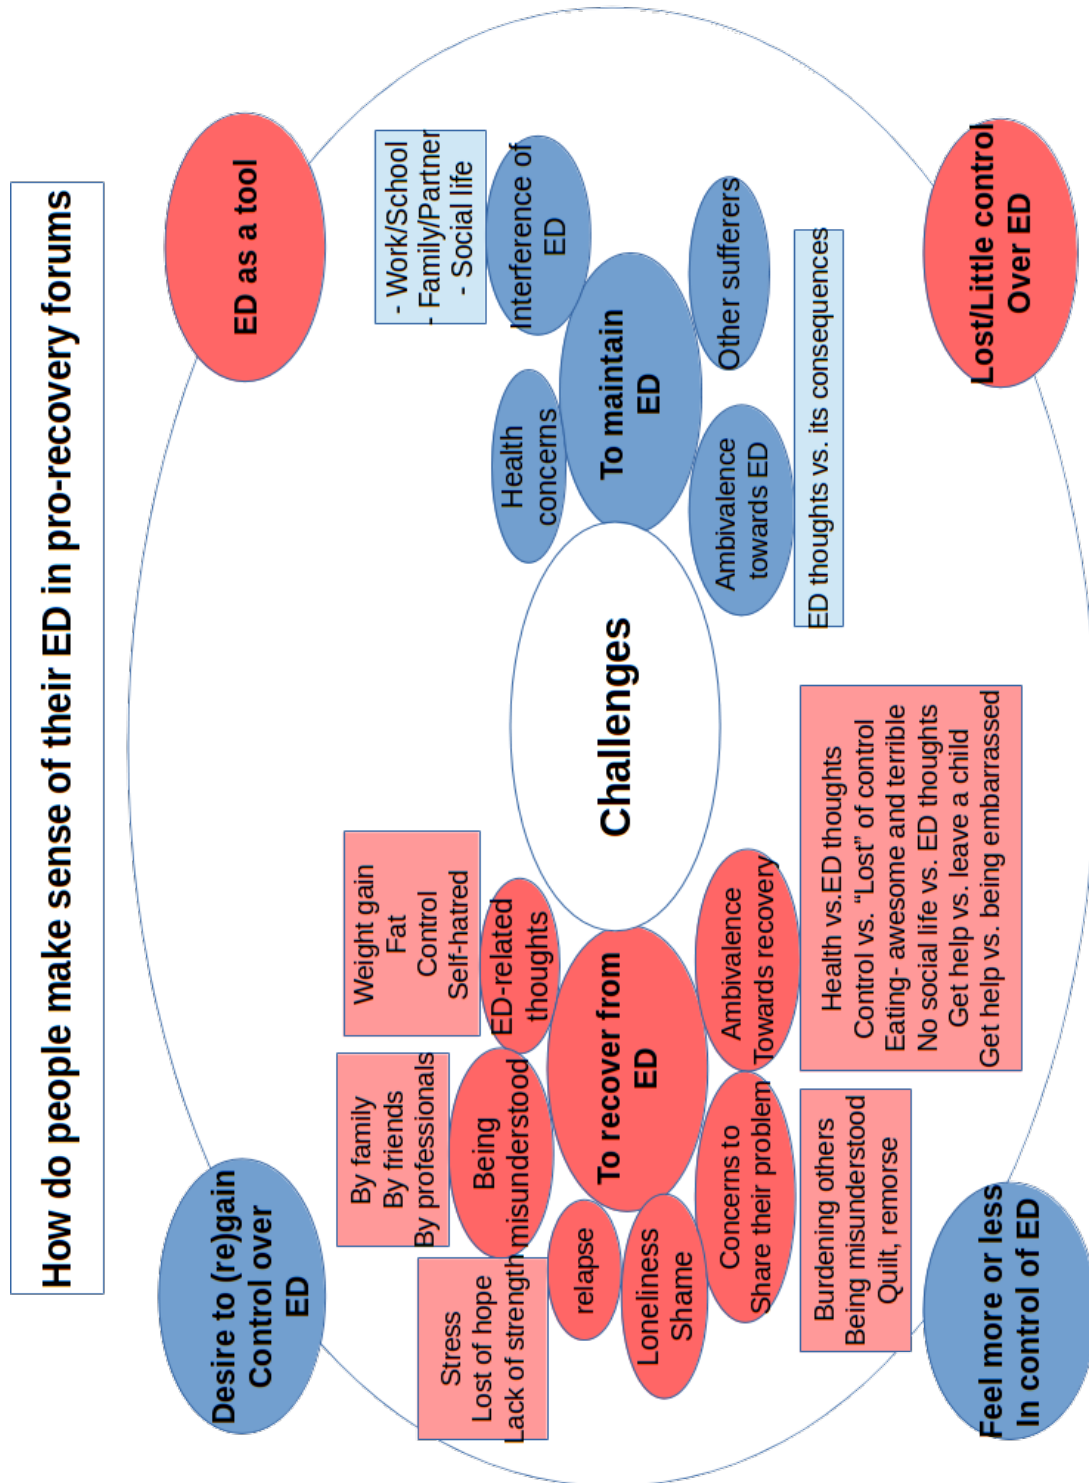 How do people make sense of their ED in pro-recovery forums
Desire to (re)gain
Control over
ED
ED as a tool
By family
By friends
By professionals
Weight gain
Fat
Control
Self-hatred
- Work/School
- Family/Partner
- Social life
Stress
Lost of hope
Lack of strength
Being
misunderstood
ED-related
thoughts
Health
concerns
Interference of
ED
relapse
To recover from
ED
Challenges
To maintain
ED
Loneliness
Shame
Concerns to
Share their problem
Ambivalence
Towards recovery
Ambivalence
towards ED
Other sufferers
Burdening others
Being misunderstood
Quilt, remorse
Health vs.ED thoughts
Control vs. “Lost” of control
Eating- awesome and terrible
No social life vs. ED thoughts
Get help vs. leave a child
Get help vs. being embarrassed
ED thoughts vs. its consequences
Feel more or less
In control of ED
Lost/Little control
Over ED